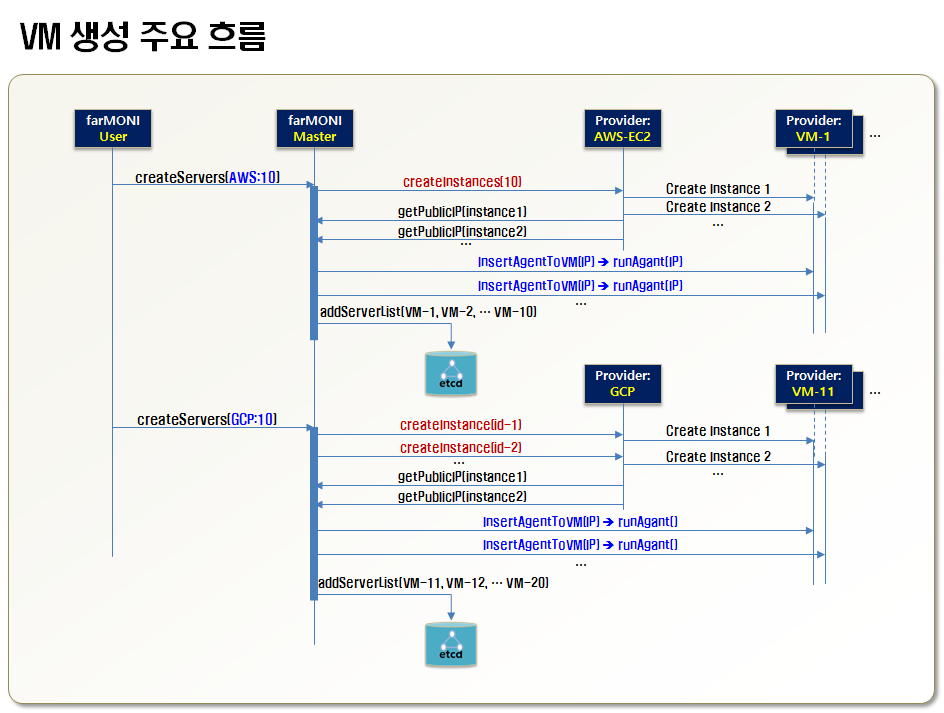 VM 생성 주요 흐름
farMONI
User
farMONI
Master
Provider:
AWS-EC2
Provider:
VM-1
...
createServers(AWS:10)
createInstances(10)
Create Instance 1
Create Instance 2
...
getPublicIP(instance1)
getPublicIP(instance2)
...
InsertAgentToVM(IP) ➔ runAgant(IP)
InsertAgentToVM(IP) ➔ runAgant(IP)
...
addServerList(VM-1, VM-2, … VM-10)
etcd
Provider:
GCP
Provider:
VM-11
...
createServers(GCP:10)
createInstance(id-1)
Create Instance 1
createInstance(id-2)
...
Create Instance 2
...
getPublicIP(instance1)
getPublicIP(instance2)
InsertAgentToVM(IP) ➔ runAgant()
InsertAgentToVM(IP) ➔ runAgant()
...
addServerList(VM-11, VM-12, … VM-20)
etcd